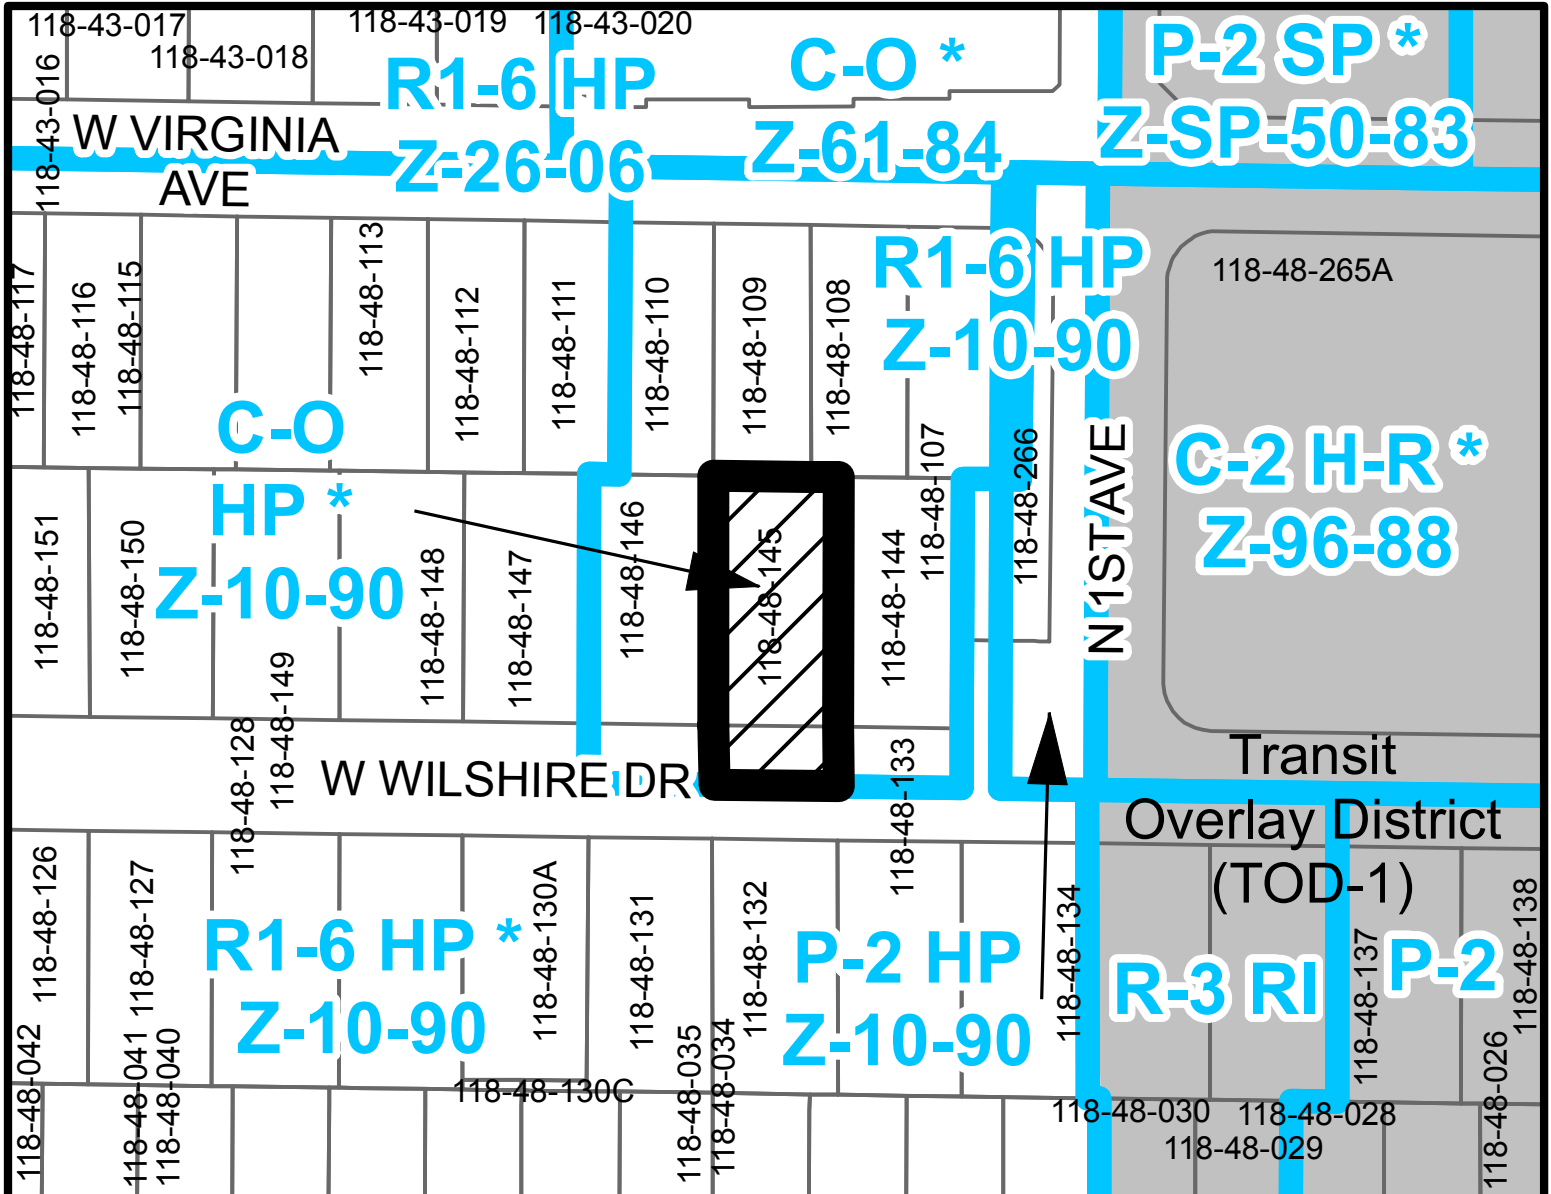 118-43-017
118-43-018
118-43-019
118-43-020
118-43-016
R1-6 HP
Z-26-06
C-O *
Z-61-84
P-2 SP *
Z-SP-50-83
W VIRGINIA
AVE
118-48-117
118-48-116
118-48-115
118-48-113
118-48-112
118-48-111
118-48-110
118-48-109
118-48-108
R1-6 HP
Z-10-90
118-48-265A
C-O
HP *
Z-10-90
118-48-107
118-48-266
N 1ST AVE
C-2 H-R *
Z-96-88
118-48-151
118-48-150
118-48-149
118-48-148
118-48-147
118-48-146
118-48-145
118-48-144
W WILSHIRE DR
118-48-128
118-48-133
Transit
Overlay District
(TOD-1)
118-48-126
118-48-127
R1-6 HP *
Z-10-90
118-48-130A
118-48-131
118-48-132
P-2 HP
Z-10-90
118-48-134
R-3 RI
118-48-137
P-2
118-48-138
118-48-042
118-48-041
118-48-040
118-48-130C
118-48-035
118-48-034
118-48-030
118-48-029
118-48-028
118-48-026